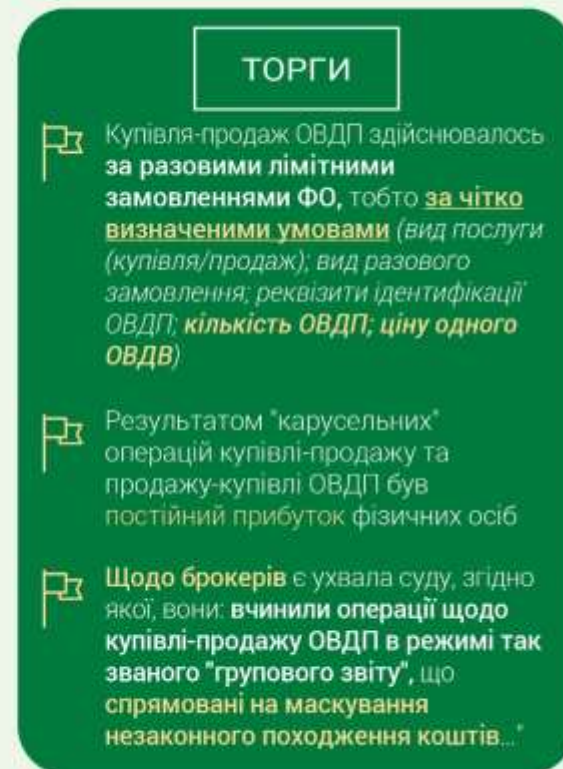 ТОРГИ
Купівля-продаж ОВДП здійснювалось
за разовими лімітними
замовленнями ФО, тобто за чітко
визначеними умовами (вид послуги
(купівля/продаж); вид разового
замовлення; реквізити ідентифікації
ОВДП; кількість ОВДП; ціну одного
ОВДВ)
Результатом "карусельних"
операцій купівлі-продажу та
продажу-купівлі ОВДП був
постійний прибуток фізичних осіб
Щодо брокерів є ухвала суду, згідно
якої, вони: вчинили операції щодо
купівлі-продажу ОВДП в режимі так
званого "групового звіту", що
спрямовані на маскування
незаконного походження коштів..."